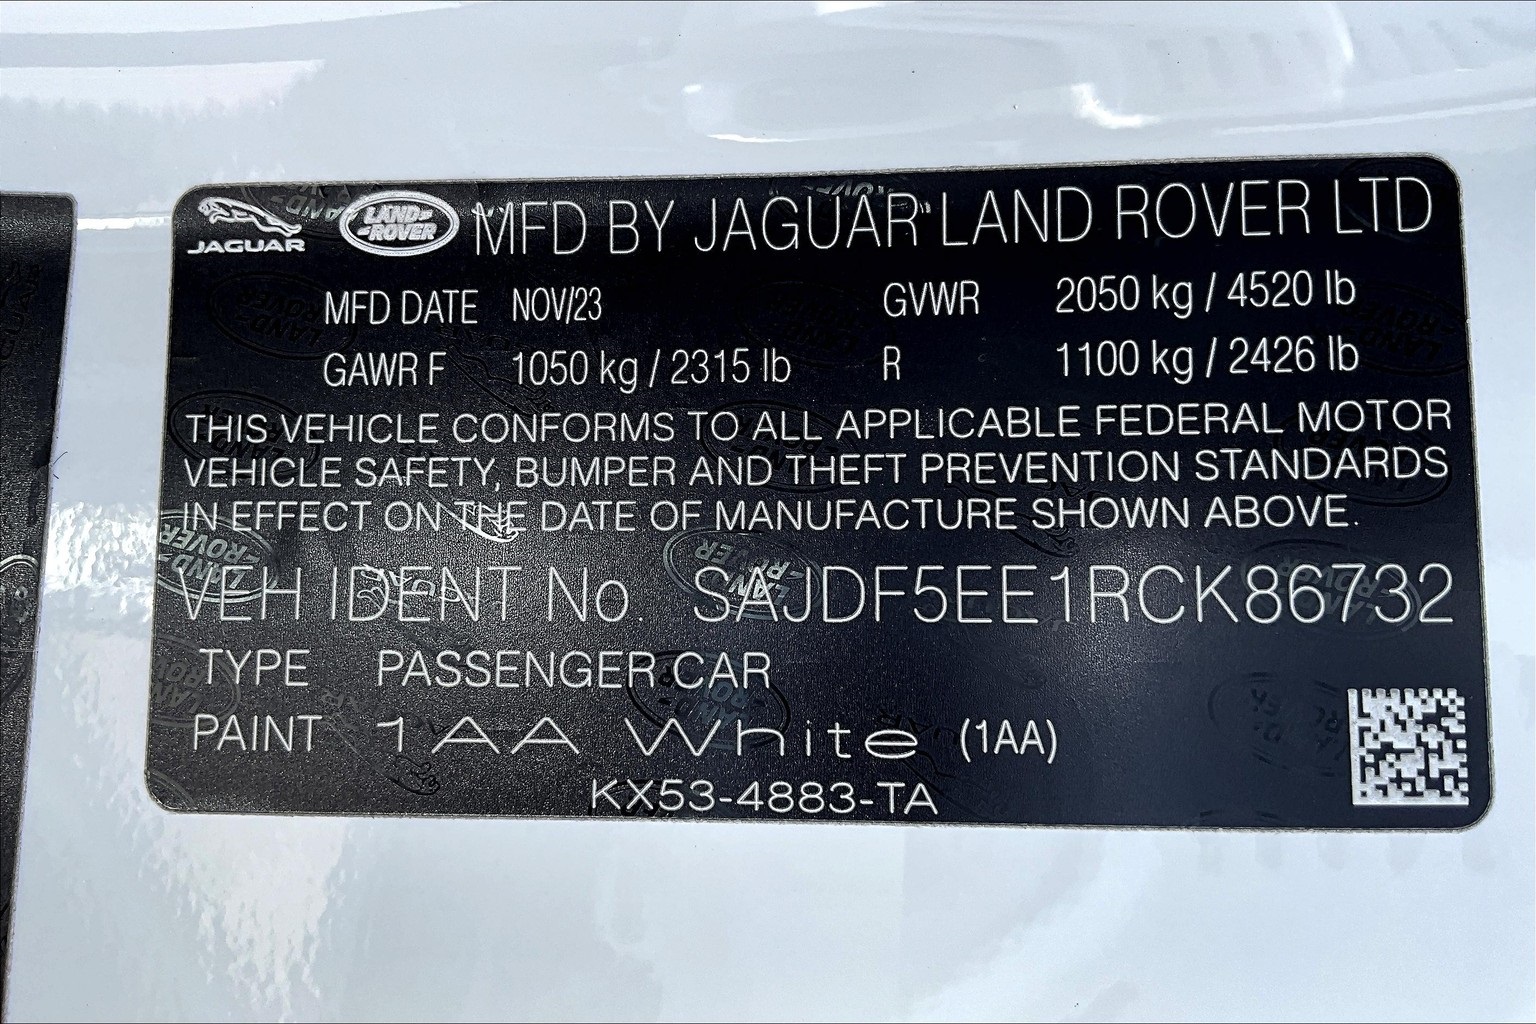 JAGUAR LAND ROVER MFD BY JAGUAR LAND ROVER LTD
MFD DATE NOV/23 GVWR 2050 kg / 4520 lb
GAWR F 1050 kg / 2315 lb R 1100 kg / 2426 lb
THIS VEHICLE CONFORMS TO ALL APPLICABLE FEDERAL MOTOR
VEHICLE SAFETY, BUMPER AND THEFT PREVENTION STANDARDS
IN EFFECT ON THE DATE OF MANUFACTURE SHOWN ABOVE.
VEH IDENT No. SAJDF5EE1RCK86732
TYPE PASSENGER CAR
PAINT 1AA White (1AA)
KX53-4883-TA